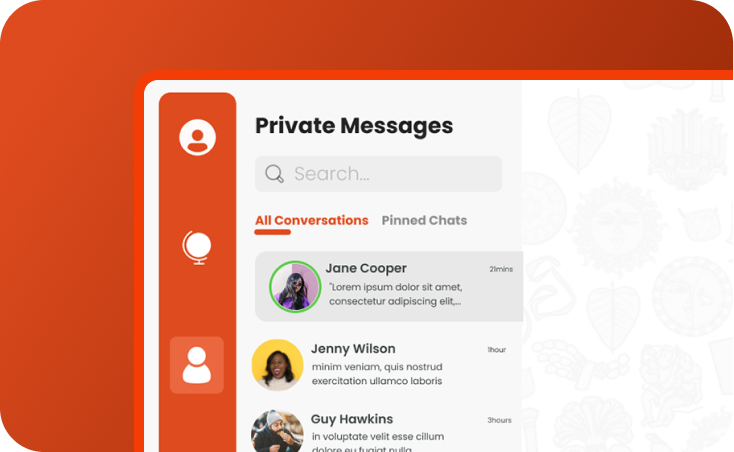 Private Messages
Search...
All Conversations Pinned Chats
Jane Cooper 21mins
"Lorem ipsum dolor sit amet,
consectetur adipiscing elit,...
Jenny Wilson 1hour
minim veniam, quis nostrud
exercitation ullamco laboris
Guy Hawkins 3hours
in voluptate velit esse cillum
dolore eu fugiat nulla